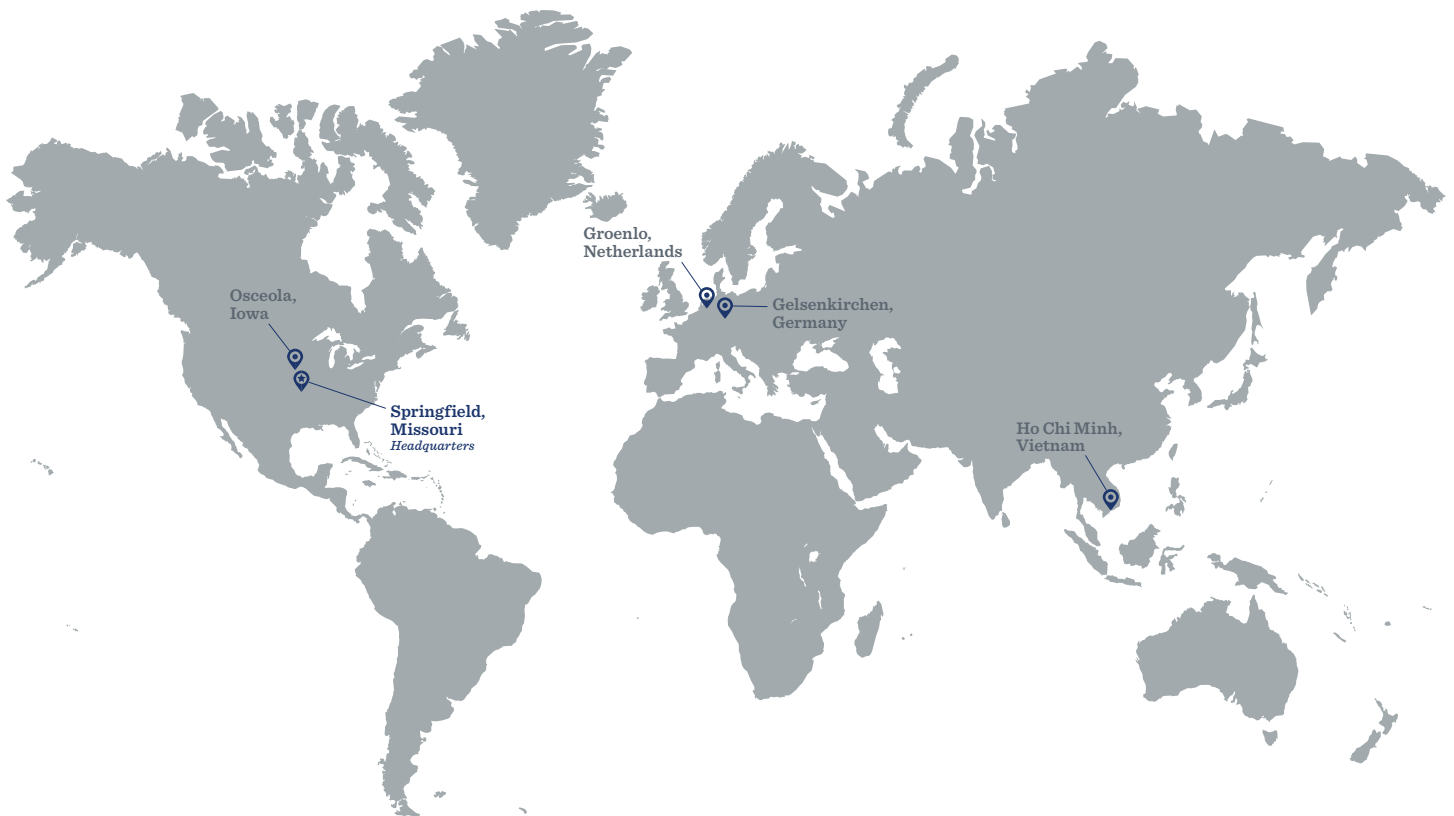 Groenlo,
Netherlands
Osceola,
Iowa
Gelsenkirchen,
Germany
Springfield,
Missouri
Headquarters
Ho Chi Minh,
Vietnam